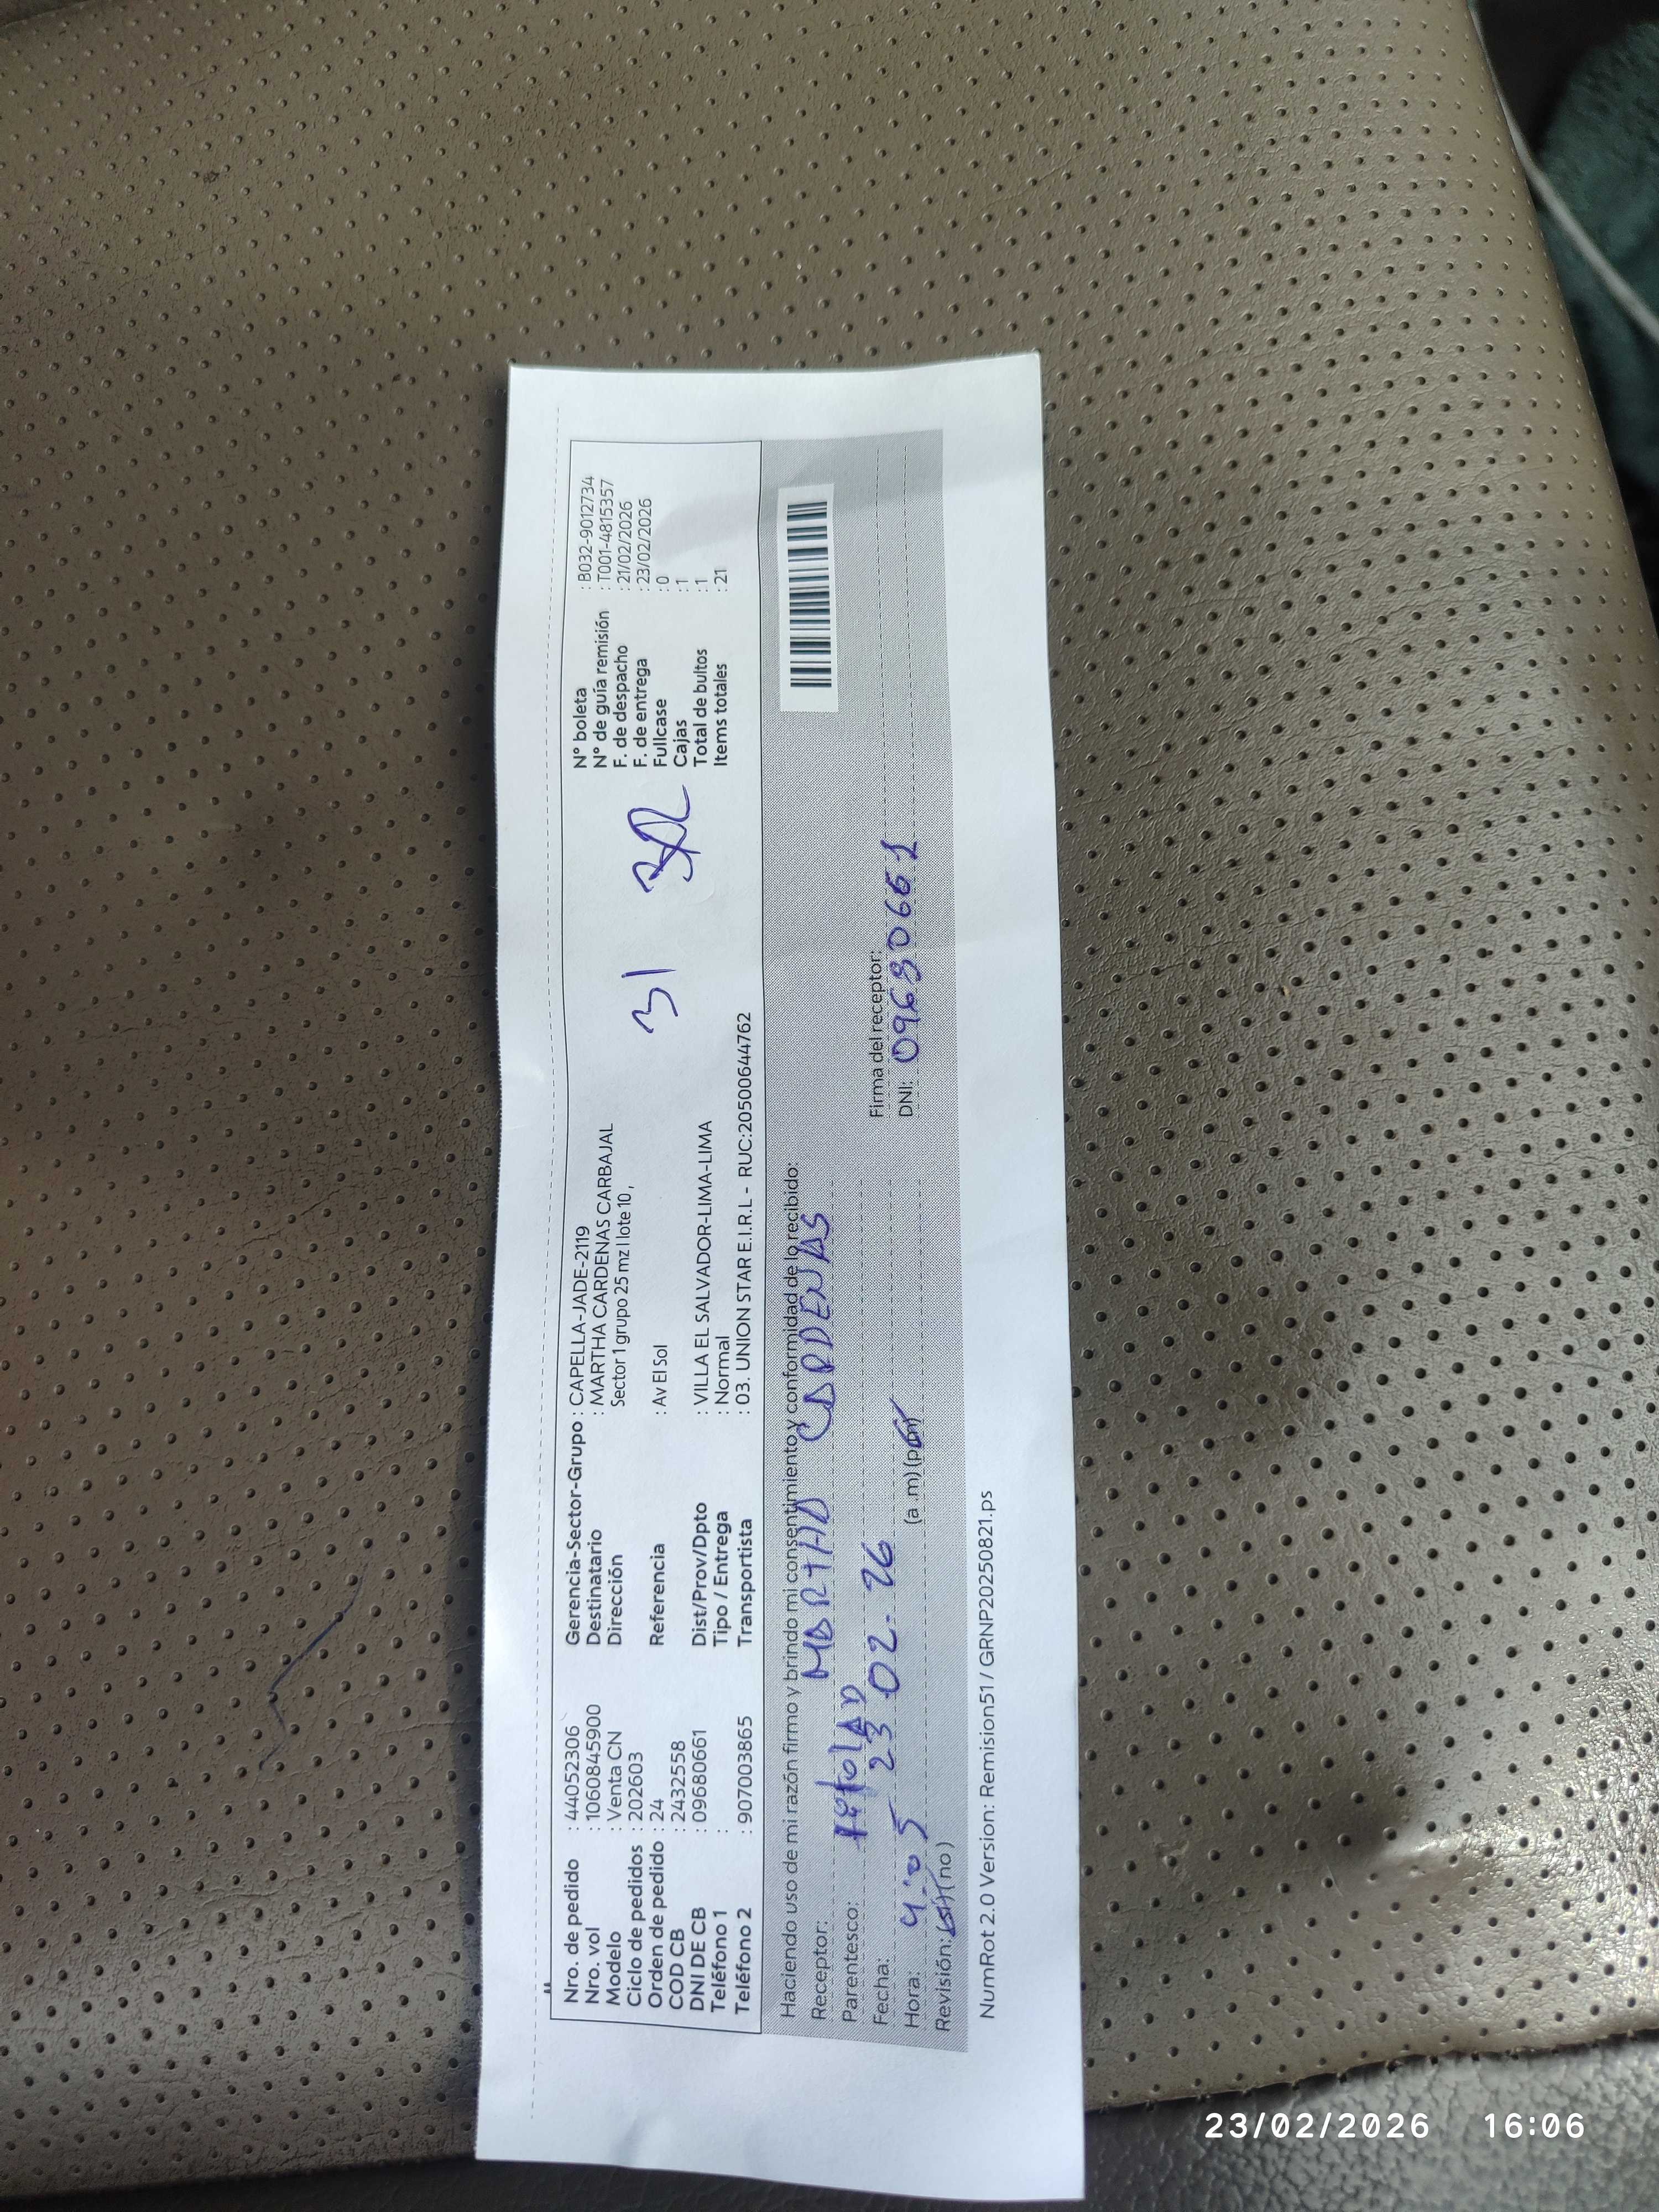 Nro. de pedido : 44052306
Nro. vol : 1060845900
Modelo : Venta CN
Ciclo de pedidos : 202603
Orden de pedido : 24
COD CB : 2432558
DNI DE CB : 09680661
Teléfono 1 :
Teléfono 2 : 907003865
Gerencia-Sector-Grupo : CAPELLA-JADE-2119
Destinatario : MARTHA CARDENAS CARBAJAL
Dirección Sector 1 grupo 25 mz I lote 10 ,
Referencia : Av El Sol
Dist/Prov/Dpto : VILLA EL SALVADOR-LIMA-LIMA
Tipo / Entrega : Normal
Transportista : 03. UNION STAR E.I.R.L - RUC:20500644762
31
N° boleta : B032-9012734
N° de guía remisión : T001-4815357
F. de despacho : 21/02/2026
F. de entrega : 23/02/2026
Fullcase : 0
Cajas : 1
Total de bultos : 1
Items totales : 21
Haciendo uso de mi razón firmo y brindo mi consentimiento y conformidad de lo recibido:
Receptor: MARTHA CARDENAS
Parentesco:
Fecha: 23 02-26
Hora: 4:05 (a .m) (p.m)
Revisión: (si) (no )
Firma del receptor:
DNI: 09680661
NumRot 2.0 Version: Remision51 / GRNP20250821.ps
23/02/2026 16:06